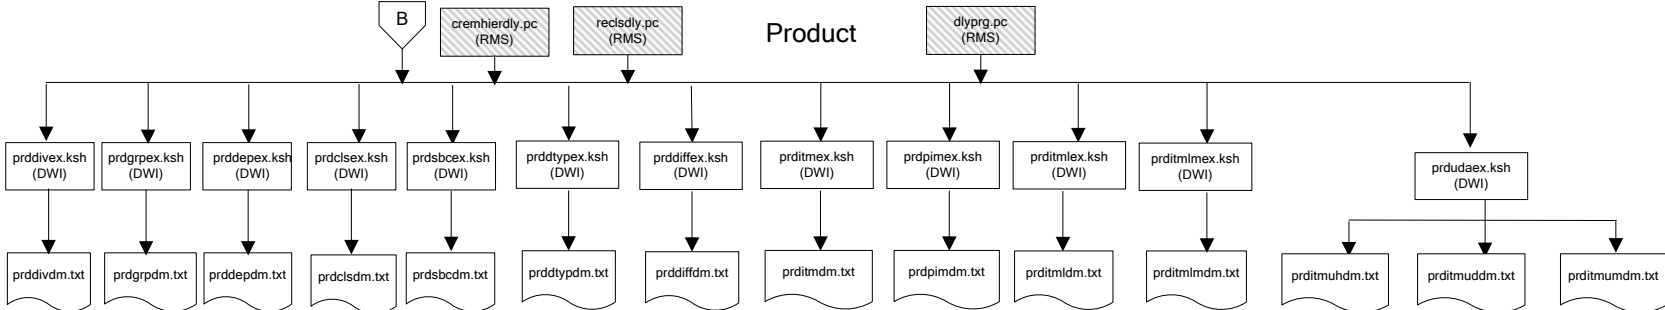 B
cremhierdly.pc
(RMS)
reclsdly.pc
(RMS)
Product
dlyprg.pc
(RMS)
prddivex.ksh
(DWI)
prdgrpex.ksh
(DWI)
prddepex.ksh
(DWI)
prdclsex.ksh
(DWI)
prdsbcex.ksh
(DWI)
prddtypex.ksh
(DWI)
prddiffex.ksh
(DWI)
prditmex.ksh
(DWI)
prdpimex.ksh
(DWI)
prditmlex.ksh
(DWI)
prditmlmex.ksh
(DWI)
prdudaex.ksh
(DWI)
prddivdm.txt
prdgrpdm.txt
prddepdm.txt
prdclsdm.txt
prdsbcdm.txt
prddtypdm.txt
prddiffdm.txt
prditmdm.txt
prdpimdm.txt
prditmldm.txt
prditmlmdm.txt
prditmuhdm.txt
prditmuddm.txt
prditmumdm.txt